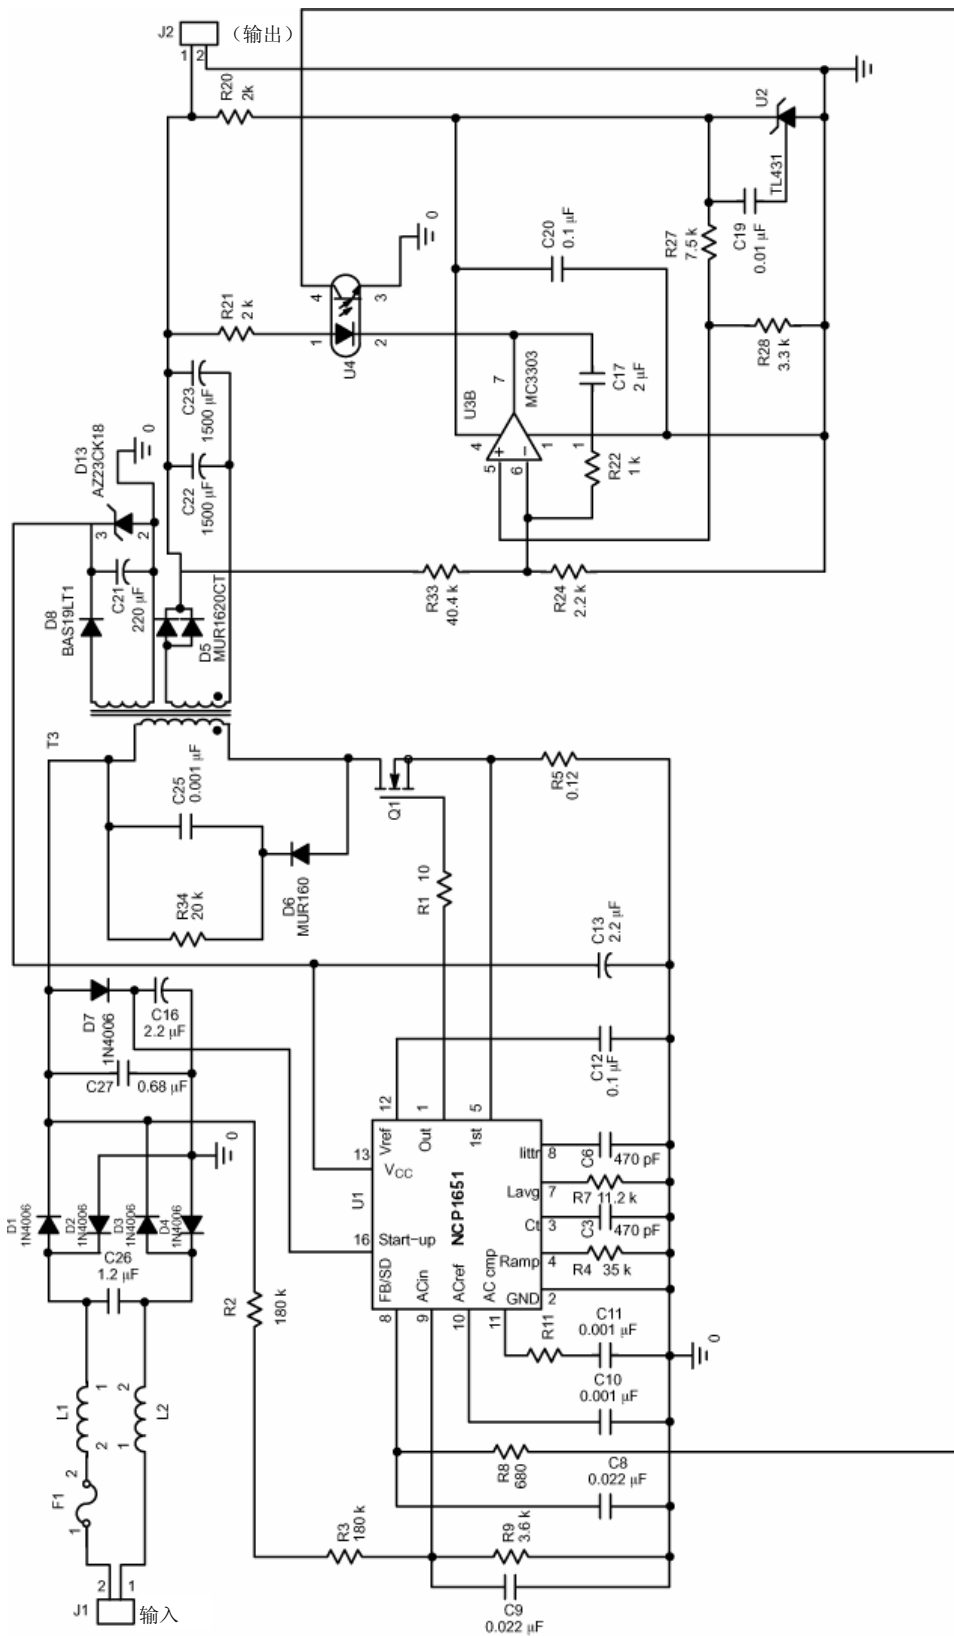 J2
（输出）
1
2
R20
2k
U2
TL431
C19
0.01 μF
R27
7.5 k
C20
0.1 μF
R28
3.3 k
0
4
3
1
2
U4
R21
2 k
C23
1500 μF
C22
1500 μF
7
MC3303
U3B
4
1
5
6
+
−
C17
2 μF
1
R22
1 k
D13
AZ23CK18
0
3
2
C21
220 μF
D8
BAS19LT1
D5
MUR1620CT
R33
40.4 k
R24
2.2 k
T3
C25
0.001 μF
R34
20 k
D6
MUR160
Q1
R5
0.12
R1 10
C13
2.2 μF
D7
1N4006
C16
2.2 μF
C27
0.68 μF
C12
0.1 μF
0
D1
1N4006
D2
1N4006
D3
1N4006
D4
1N4006
C26
1.2 μF
12
1
5
13
16
Vref
Out
1st
VCC
U1
NCP1651
Start-up
FB/SD
ACin
ACref
AC cmp
Iittr
8
Lavg
7
Ct
3
Ramp
4
GND
2
8
9
10
11
C6
470 pF
R7 11.2 k
C3
470 pF
R4 35 k
R11
C11
0.001 μF
0
C10
0.001 μF
R8
680
C8
0.022 μF
R2
180 k
R3
180 k
R9
3.6 k
C9
0.022 μF
L1
1
2
L2
2
1
F1
2
1
2
1
J1
输入